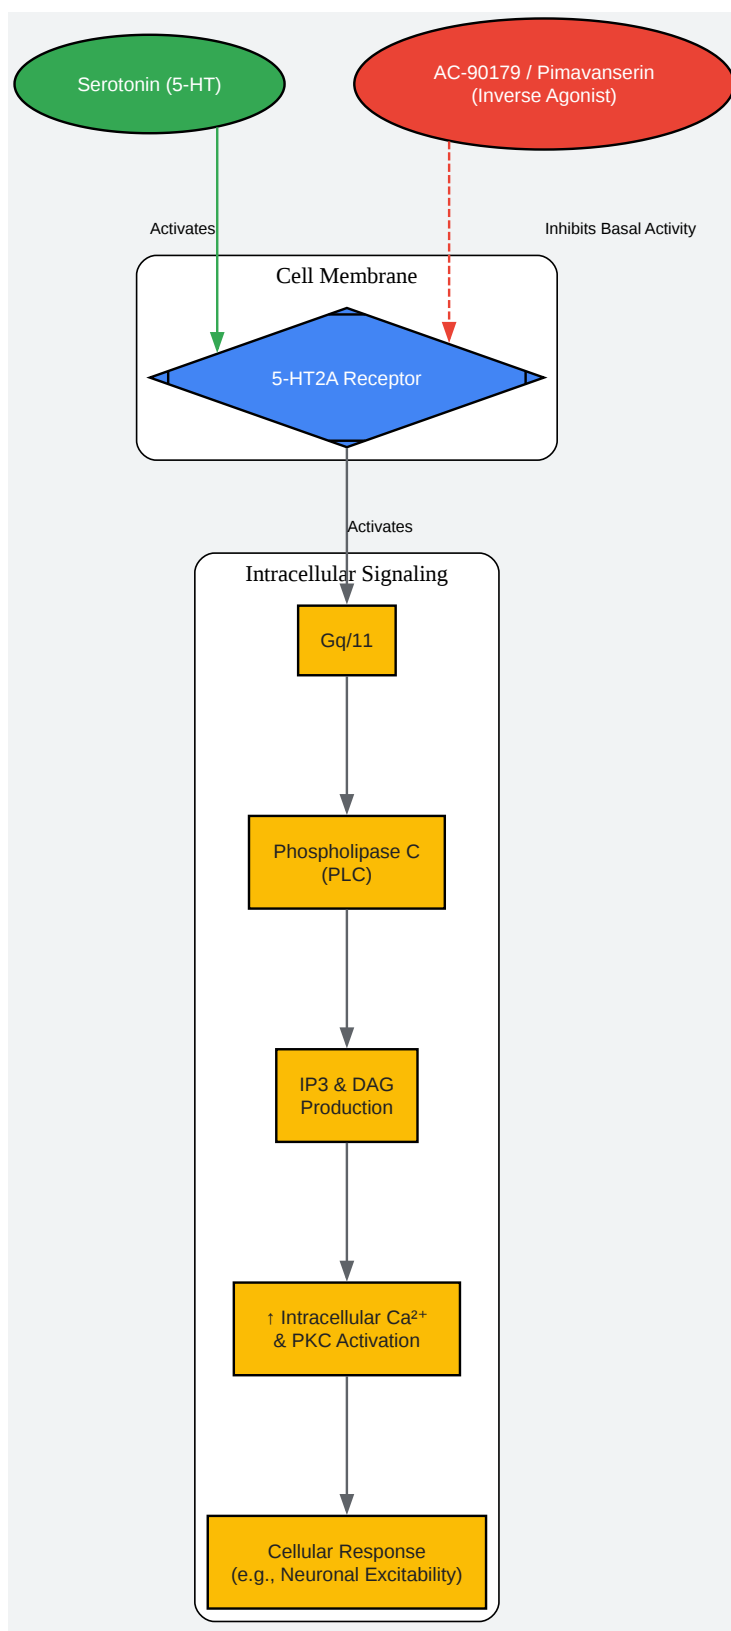 Serotonin (5-HT)
AC-90179 / Pimavanserin
(Inverse Agonist)
Activates
Inhibits Basal Activity
Cell Membrane
5-HT2A Receptor
Activates
Intracellular Signaling
Gq/11
Phospholipase C
(PLC)
IP3 & DAG
Production
↑ Intracellular Ca²⁺
& PKC Activation
Cellular Response
(e.g., Neuronal Excitability)